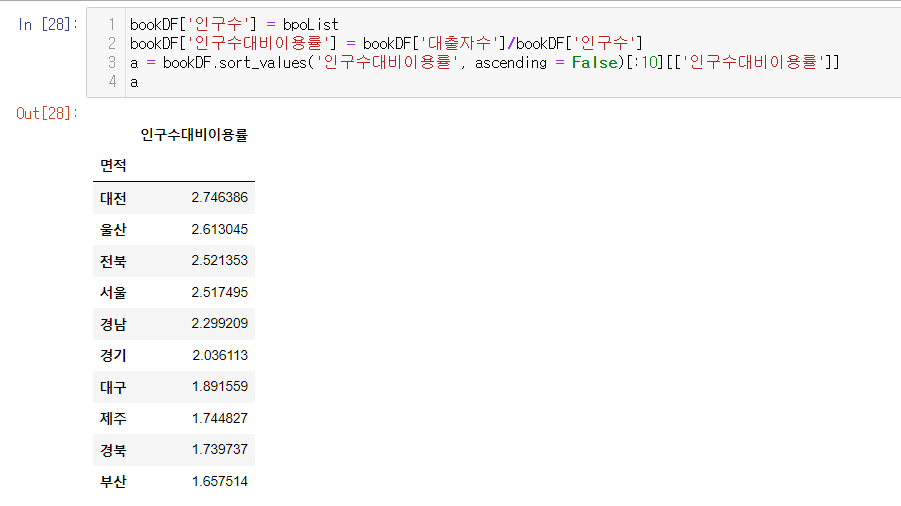 In [28]:
1 bookDF['인구수'] = bpoList
2 bookDF['인구수대비이용률'] = bookDF['대출자수']/bookDF['인구수']
3 a = bookDF.sort_values('인구수대비이용률', ascending = False)[:10][['인구수대비이용률']]
4 a
Out[28]:
인구수대비이용률
면적
대전 2.746386
울산 2.613045
전북 2.521353
서울 2.517495
경남 2.299209
경기 2.036113
대구 1.891559
제주 1.744827
경북 1.739737
부산 1.657514